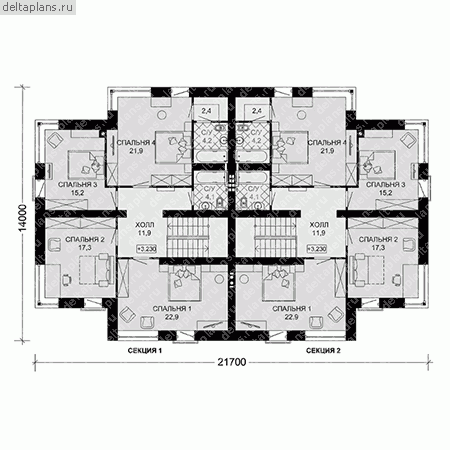 deltaplans.ru
2,4
2,4
СПАЛЬНЯ 4
21,9
С/У
4,2
С/У
4,2
СПАЛЬНЯ 4
21,9
СПАЛЬНЯ 3
15,2
С/У
С/У
СПАЛЬНЯ 3
15,2
14000
СПАЛЬНЯ 2
17,3
ХОЛЛ
11,9
+3.230
ХОЛЛ
11,9
+3.230
СПАЛЬНЯ 2
17,3
СПАЛЬНЯ 1
22,9
СПАЛЬНЯ 1
22,9
СЕКЦИЯ 1
СЕКЦИЯ 2
21700